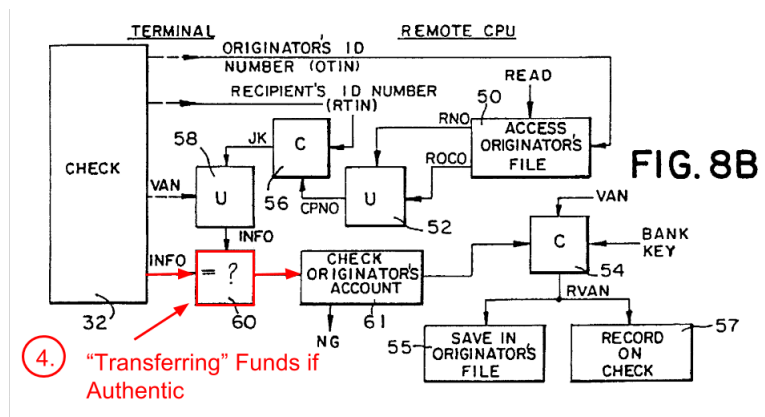 TERMINAL
REMOTE CPU
ORIGINATOR'S ID
NUMBER (OTIN)
RECIPIENT'S ID NUMBER
(RTIN)
READ
50
RNO
ACCESS
ORIGINATOR'S
FILE
ROCO
FIG. 8B
58
JK
C
56
CHECK
VAN
U
CPNO
U
52
VAN
INFO
INFO
= ?
CHECK
ORIGINATOR'S
ACCOUNT
C
BANK
KEY
54
32
60
61
RVAN
NG
4. "Transferring" Funds if
Authentic
55
SAVE IN
ORIGINATOR'S
FILE
RECORD
ON
CHECK
57